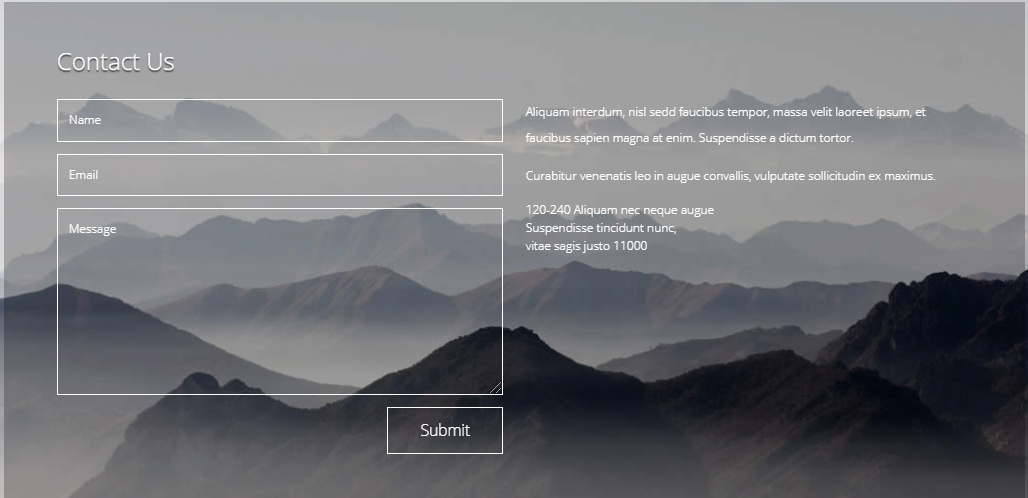 Contact Us
Name
Email
Message
Submit
Aliquam interdum, nisl sedd faucibus tempor, massa velit laoreet ipsum, et
faucibus sapien magna at enim. Suspendisse a dictum tortor.
Curabitur venenatis leo in augue convallis, vulputate sollicitudin ex maximus.
120-240 Aliquam nec neque augue
Suspendisse tincidunt nunc,
vitae sagis justo 11000